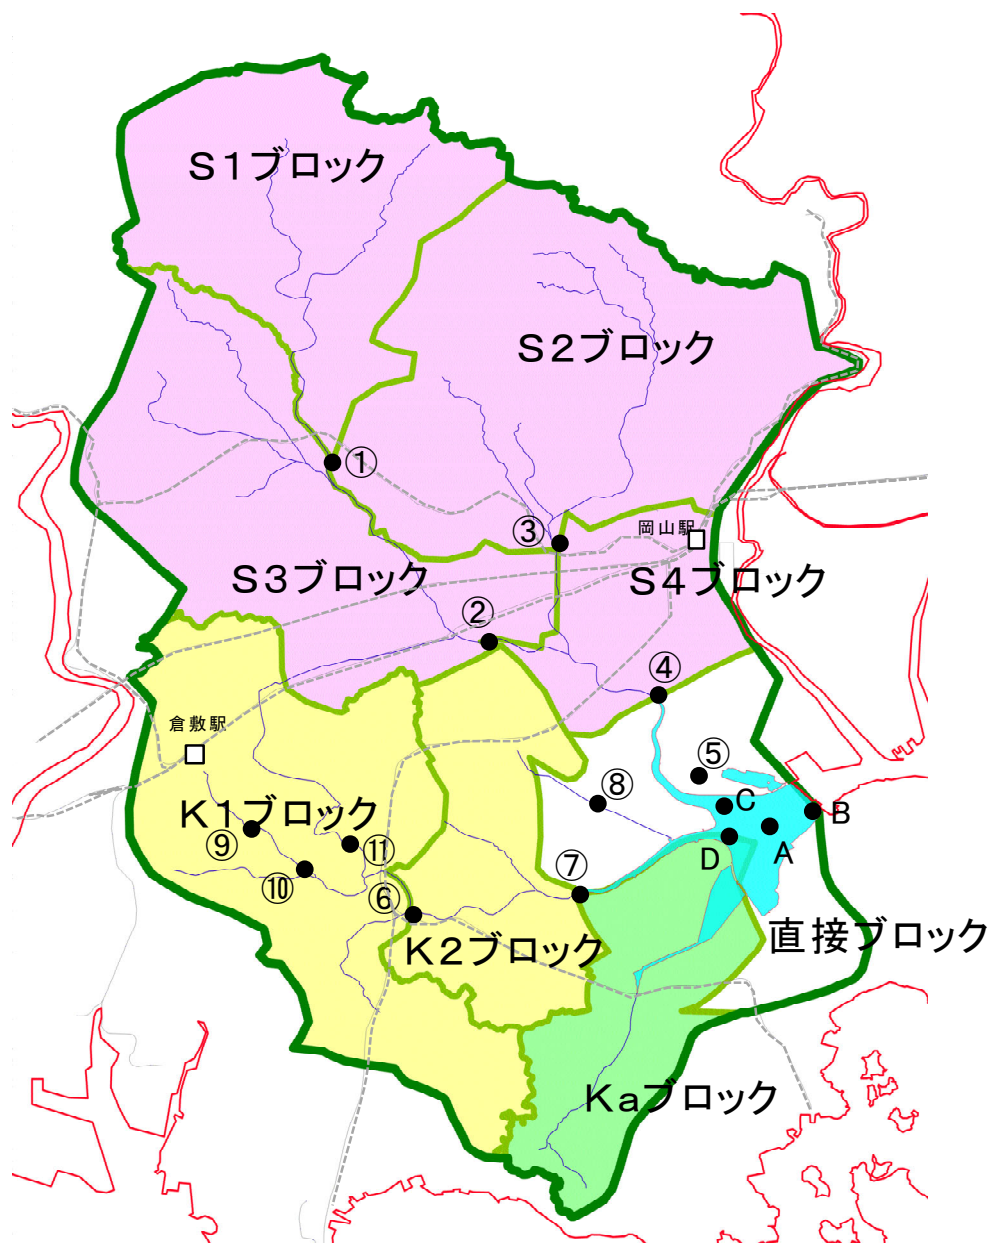 S1ブロック
S2ブロック
①
③
岡山駅
S3ブロック
S4ブロック
②
④
倉敷駅
⑤
⑧
C
B
K1ブロック
A
⑨
⑪
D
⑩
⑦
⑥
直接ブロック
K2ブロック
Kaブロック